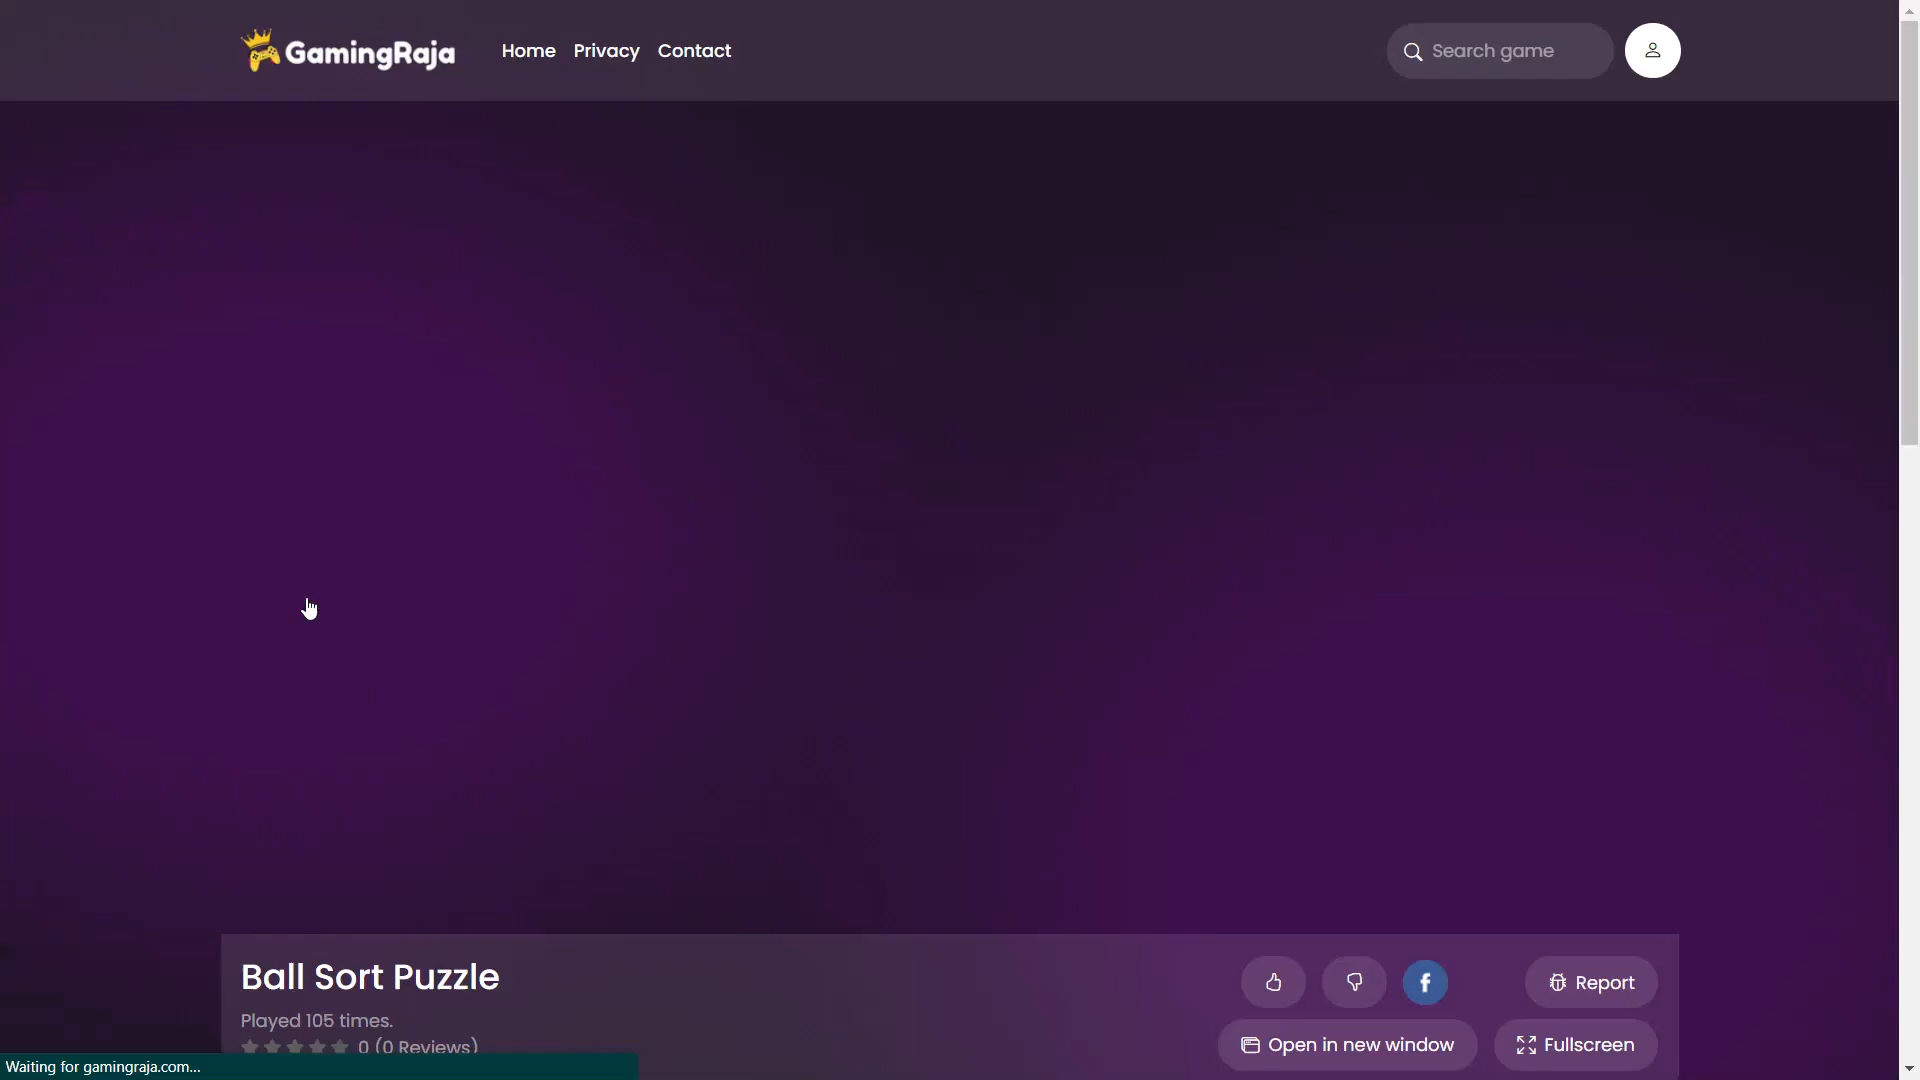 GamingRaja
Home Privacy Contact
Search game
Ball Sort Puzzle
Played 105 times.
0 (0 Reviews)
Report
Open in new window
Fullscreen
Waiting for gamingraja.com...